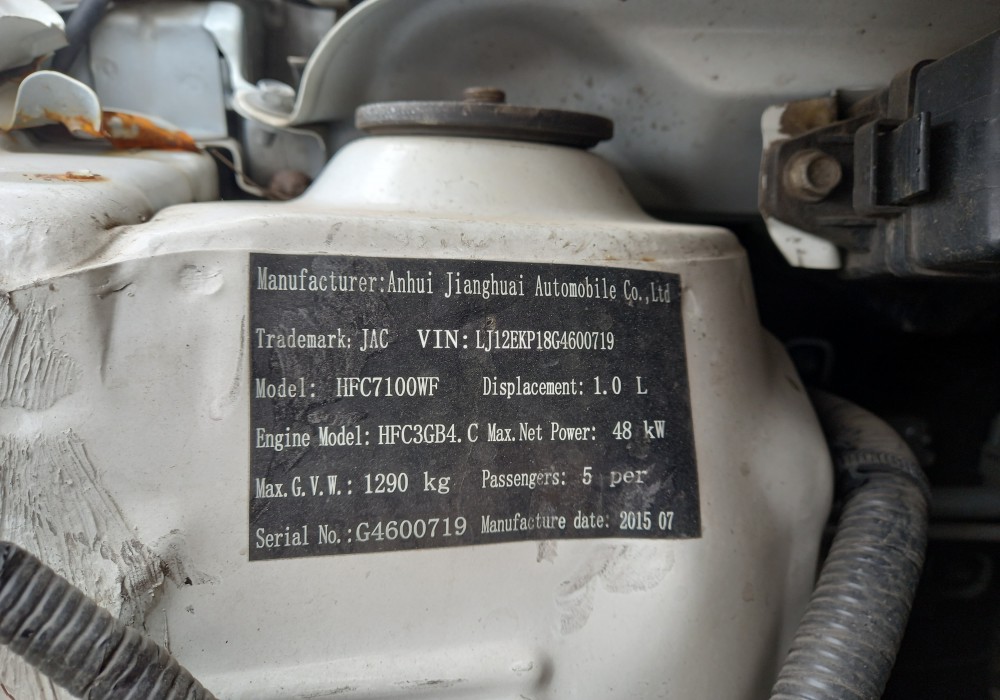 Manufacturer:Anhui Jianghuai Automobile Co.,Ltd
Trademark: JAC VIN: LJ12EKP18G4600719
Model: HFC7100WF Displacement: 1.0 L
Engine Model: HFC3GB4.C Max.Net Power: 48 kW
Max.G.V.W.: 1290 kg Passengers: 5 per
Serial No.:G4600719 Manufacture date: 2015 07